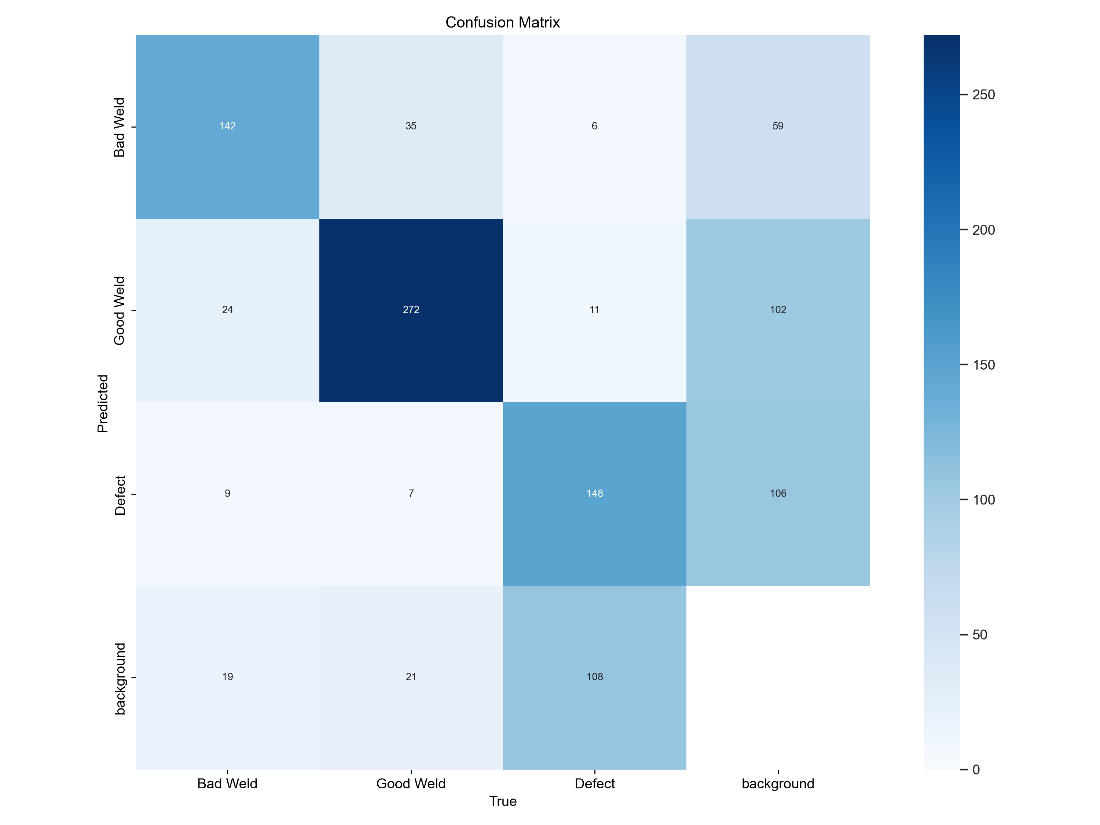 Confusion Matrix
Predicted
Bad Weld
142
35
6
59
Good Weld
24
272
11
102
Defect
9
7
148
106
background
19
21
108
Bad Weld
Good Weld
Defect
background
True
250
200
150
100
50
0